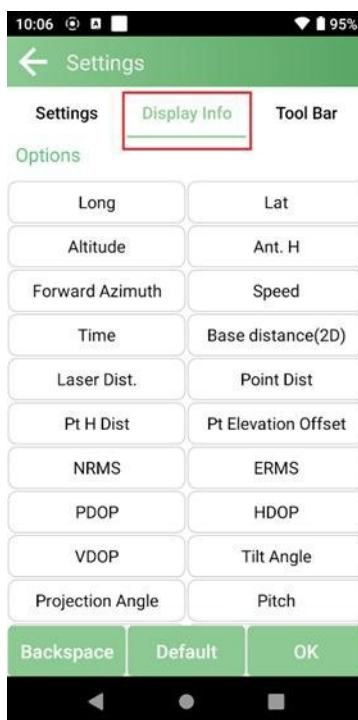 10:06 95%
Settings
Settings Display Info Tool Bar
Options
Long Lat
Altitude Ant. H
Forward Azimuth Speed
Time Base distance(2D)
Laser Dist. Point Dist
Pt H Dist Pt Elevation Offset
NRMS ERMS
PDOP HDOP
VDOP Tilt Angle
Projection Angle Pitch
Backspace Default OK